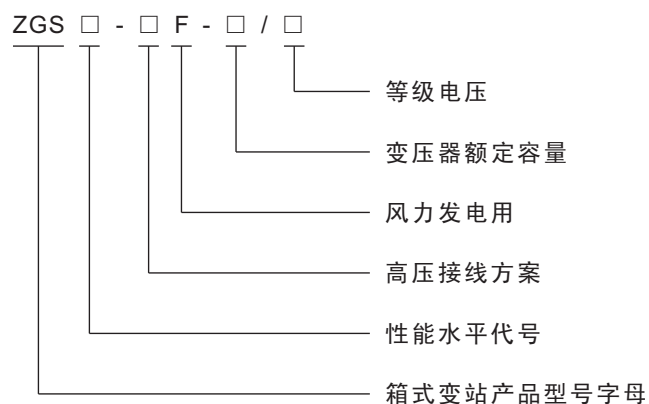 ZGS □ - □ F - □ / □
等级电压
变压器额定容量
风力发电用
高压接线方案
性能水平代号
箱式变站产品型号字母